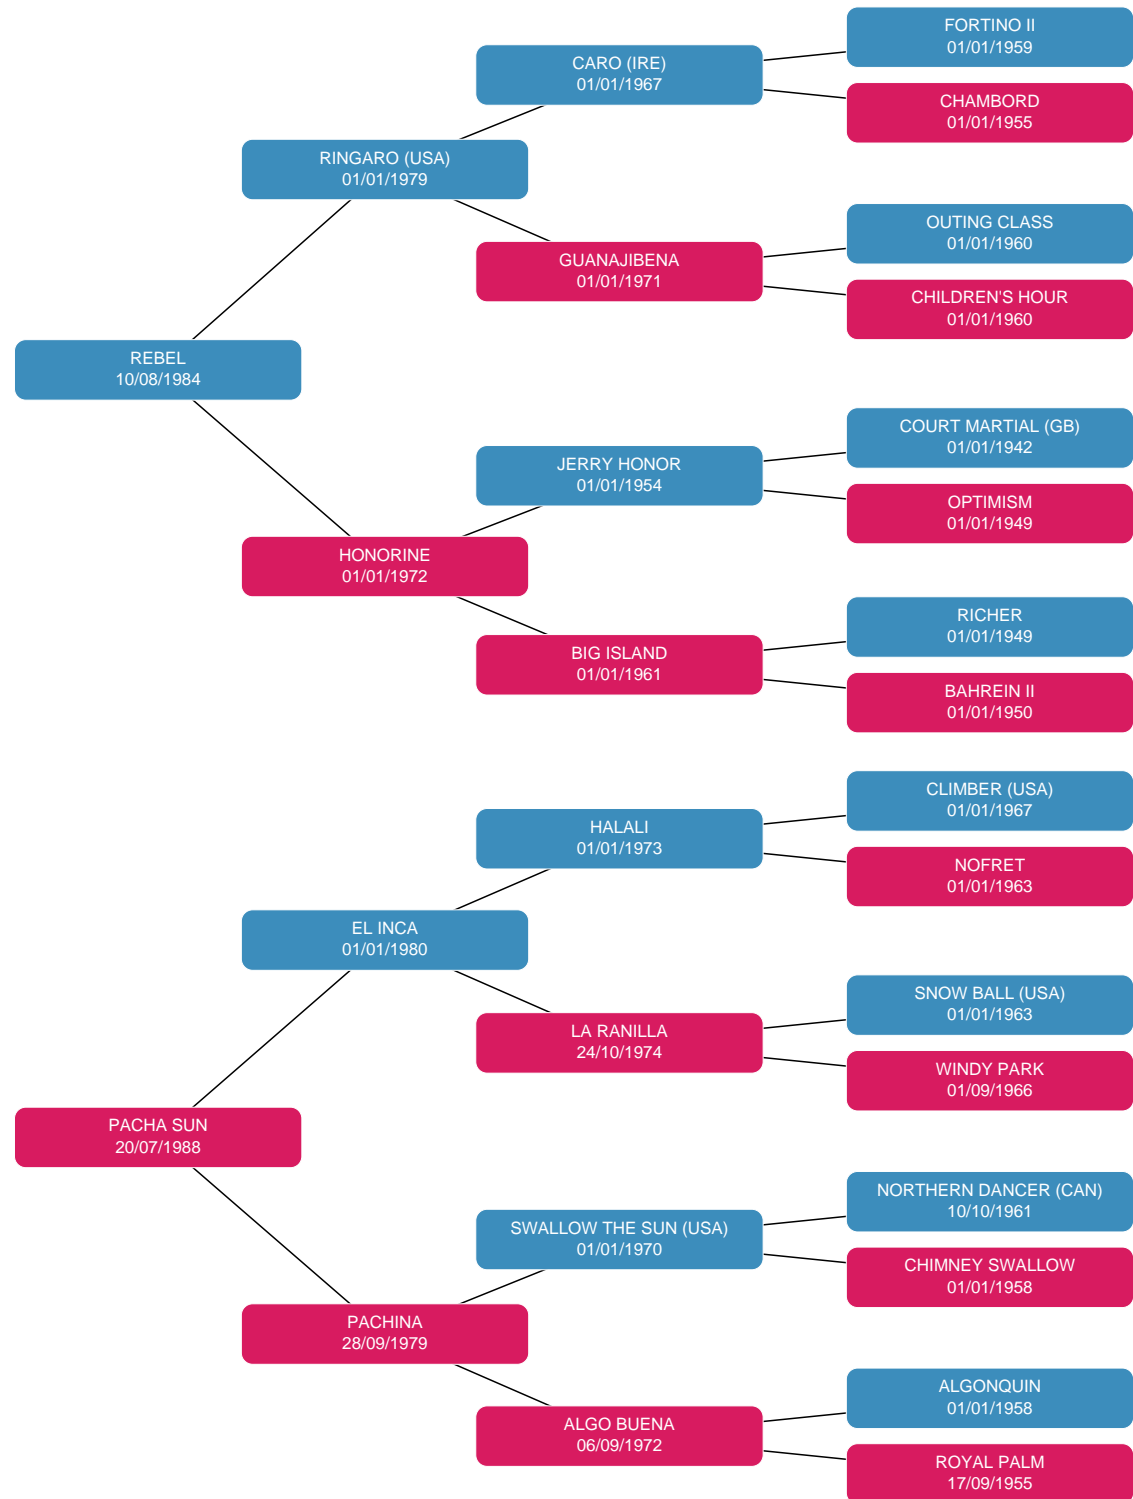 FORTINO II
01/01/1959
CARO (IRE)
01/01/1967
CHAMBORD
01/01/1955
RINGARO (USA)
01/01/1979
OUTING CLASS
01/01/1960
GUANAJIBENA
01/01/1971
CHILDREN'S HOUR
01/01/1960
REBEL
10/08/1984
COURT MARTIAL (GB)
01/01/1942
JERRY HONOR
01/01/1954
OPTIMISM
01/01/1949
HONORINE
01/01/1972
RICHER
01/01/1949
BIG ISLAND
01/01/1961
BAHREIN II
01/01/1950
CLIMBER (USA)
01/01/1967
HALALI
01/01/1973
NOFRET
01/01/1963
EL INCA
01/01/1980
SNOW BALL (USA)
01/01/1963
LA RANILLA
24/10/1974
WINDY PARK
01/09/1966
PACHA SUN
20/07/1988
NORTHERN DANCER (CAN)
10/10/1961
SWALLOW THE SUN (USA)
01/01/1970
CHIMNEY SWALLOW
01/01/1958
PACHINA
28/09/1979
ALGONQUIN
01/01/1958
ALGO BUENA
06/09/1972
ROYAL PALM
17/09/1955